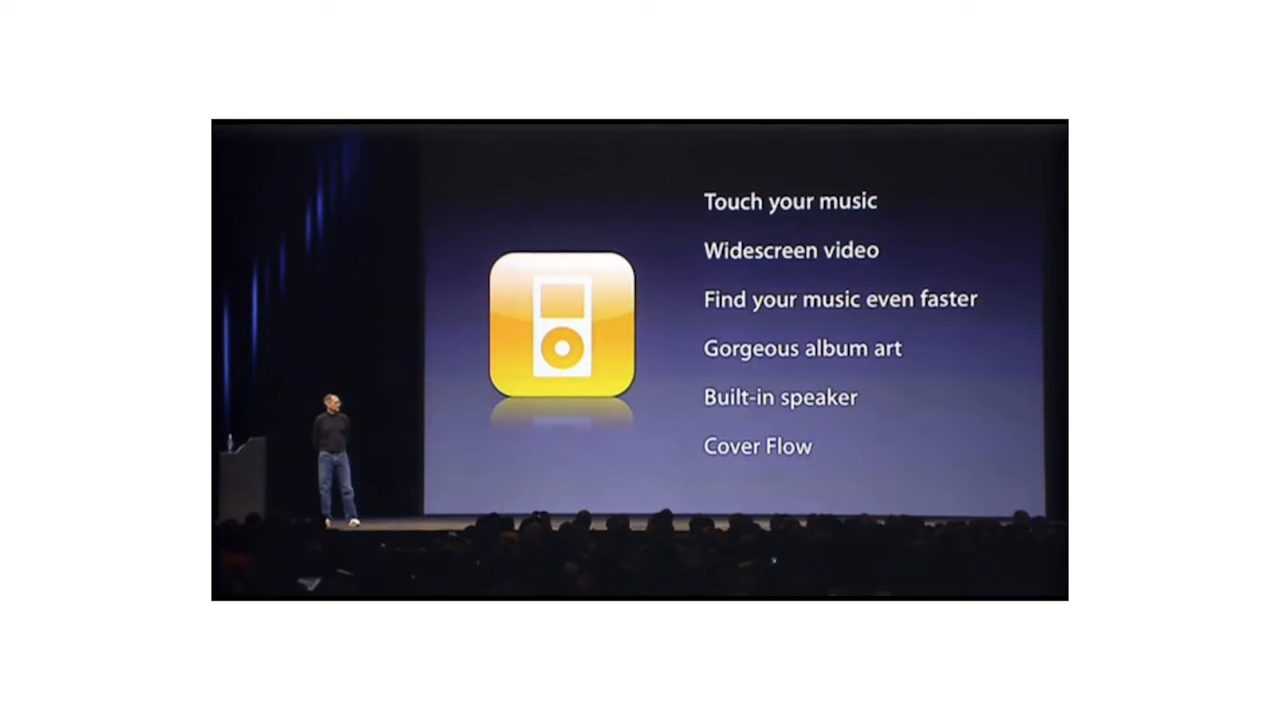 Touch your music
Widescreen video
Find your music even faster
Gorgeous album art
Built-in speaker
Cover Flow